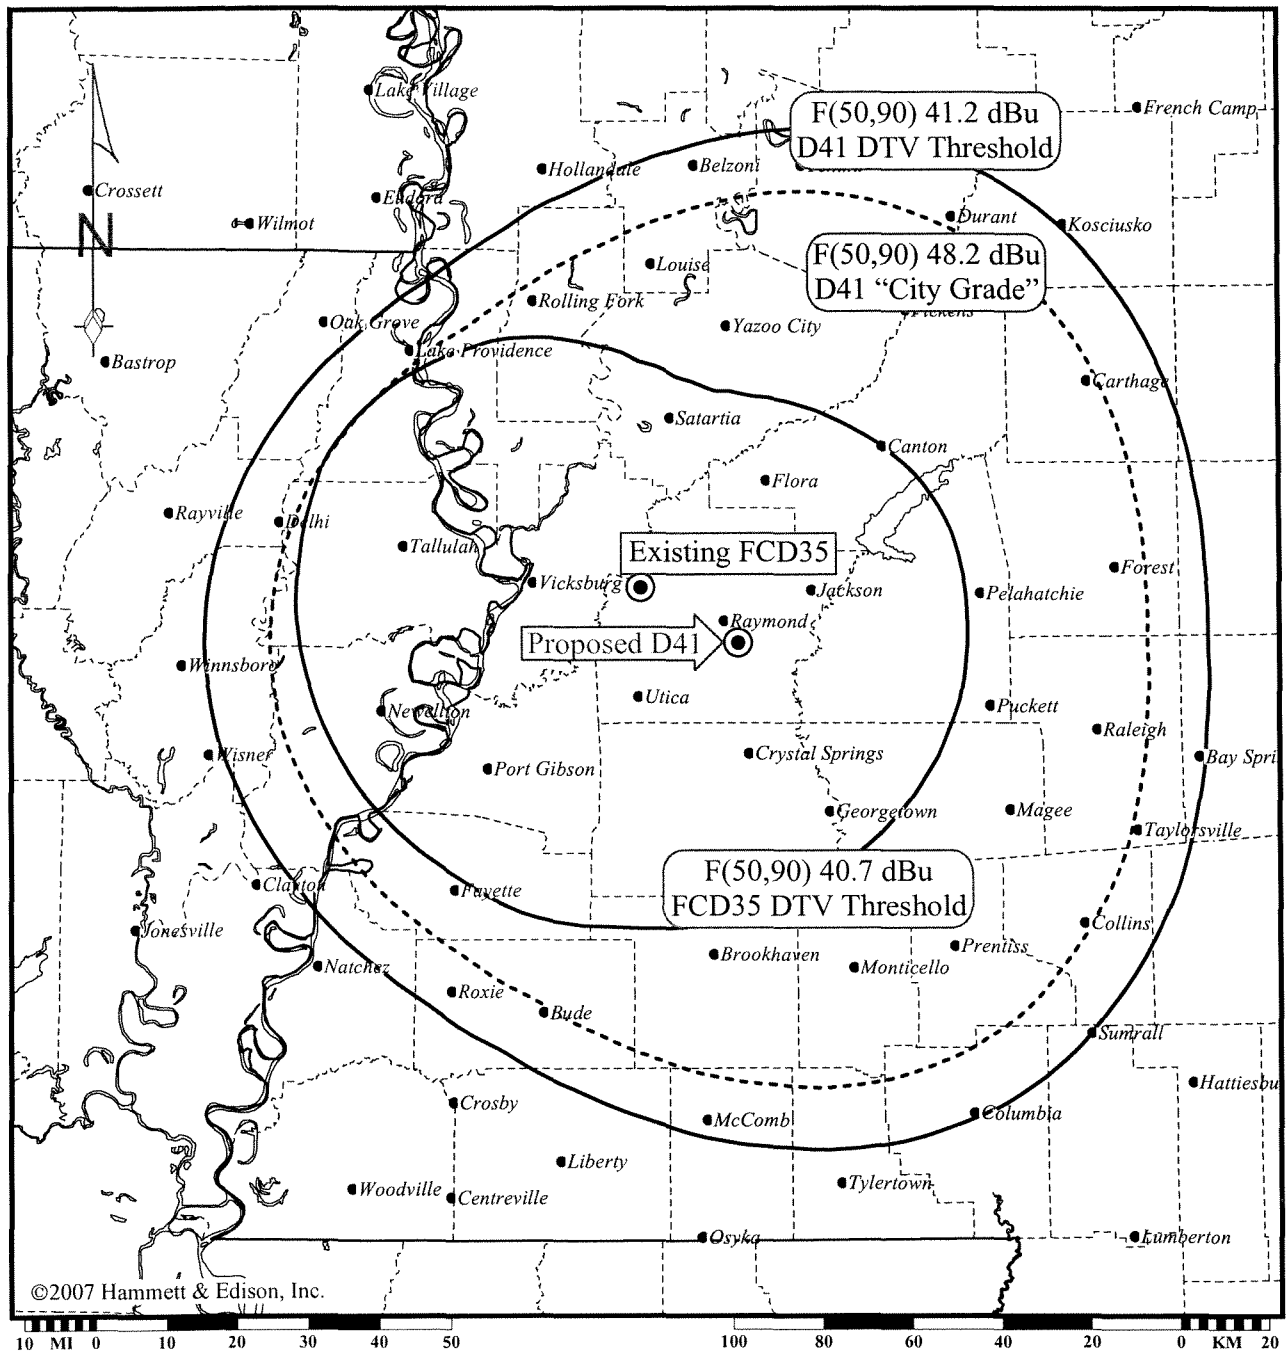 Lake Village
French Camp
F(50,90) 41.2 dBu
D41 DTV Threshold
Hollandale
Belzoni
Crossett
Eudora
Wilmot
Durant
Kosciusko
N
F(50,90) 48.2 dBu
D41 “City Grade”
Louise
Rolling Fork
Pickens
Oak Grove
Yazoo City
Lake Providence
Bastrop
Carthage
Satartia
Canton
Flora
Rayville
Delhi
Tallulah
Existing FCD35
Forest
Vicksburg
Jackson
Pelahatchie
Raymond
Proposed D41
Winnsboro
Utica
Newellton
Puckett
Raleigh
Wisner
Crystal Springs
Bay Spri
Port Gibson
Georgetown
Magee
Taylorsville
F(50,90) 40.7 dBu
FCD35 DTV Threshold
Clayton
Fayette
Collins
Jonesville
Prentiss
Brookhaven
Natchez
Monticello
Roxie
Bude
Sumrall
Hattiesbu
Crosby
Columbia
McComb
Liberty
Tylertown
Woodville
Centreville
Osyka
Lumberton
©2007 Hammett & Edison, Inc.
10 MI 0 10 20 30 40 50 100 80 60 40 20 0 KM 20